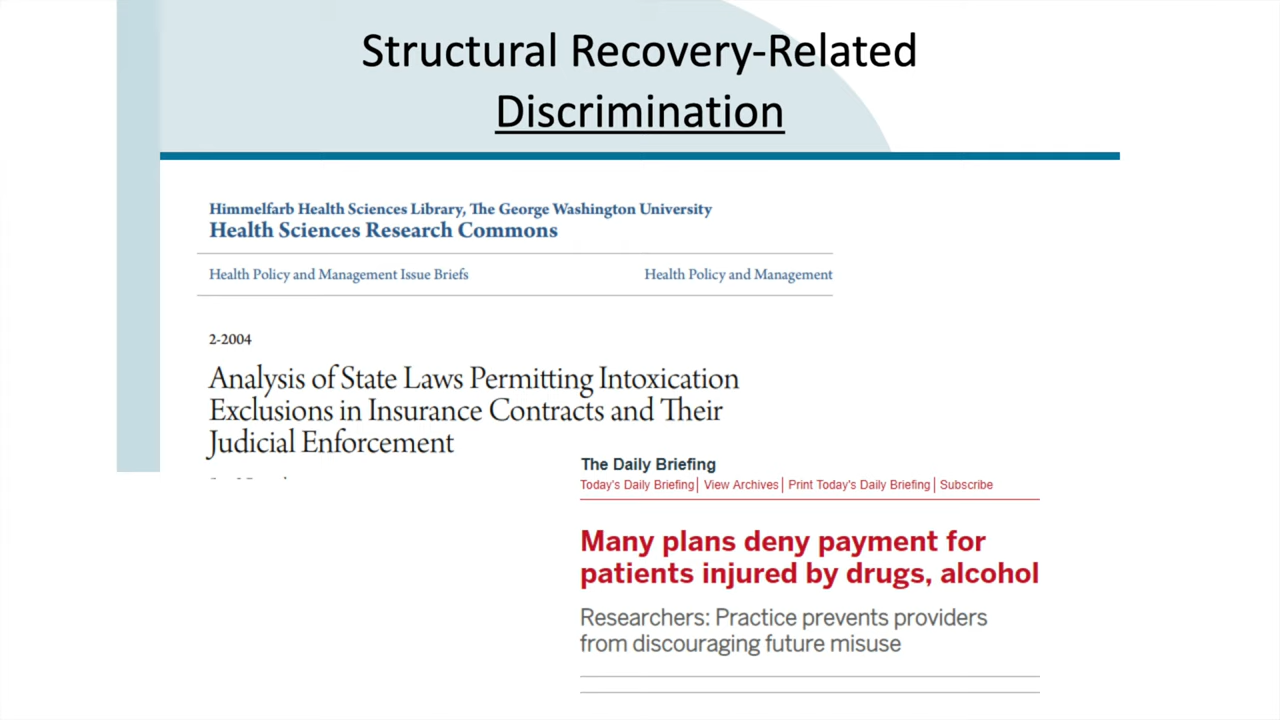 Structural Recovery-Related
Discrimination
Himmelfarb Health Sciences Library, The George Washington University
Health Sciences Research Commons
Health Policy and Management Issue Briefs Health Policy and Management
2-2004
Analysis of State Laws Permitting Intoxication
Exclusions in Insurance Contracts and Their
Judicial Enforcement
The Daily Briefing
Today's Daily Briefing| View Archives| Print Today's Daily Briefing| Subscribe
Many plans deny payment for
patients injured by drugs, alcohol
Researchers: Practice prevents providers
from discouraging future misuse